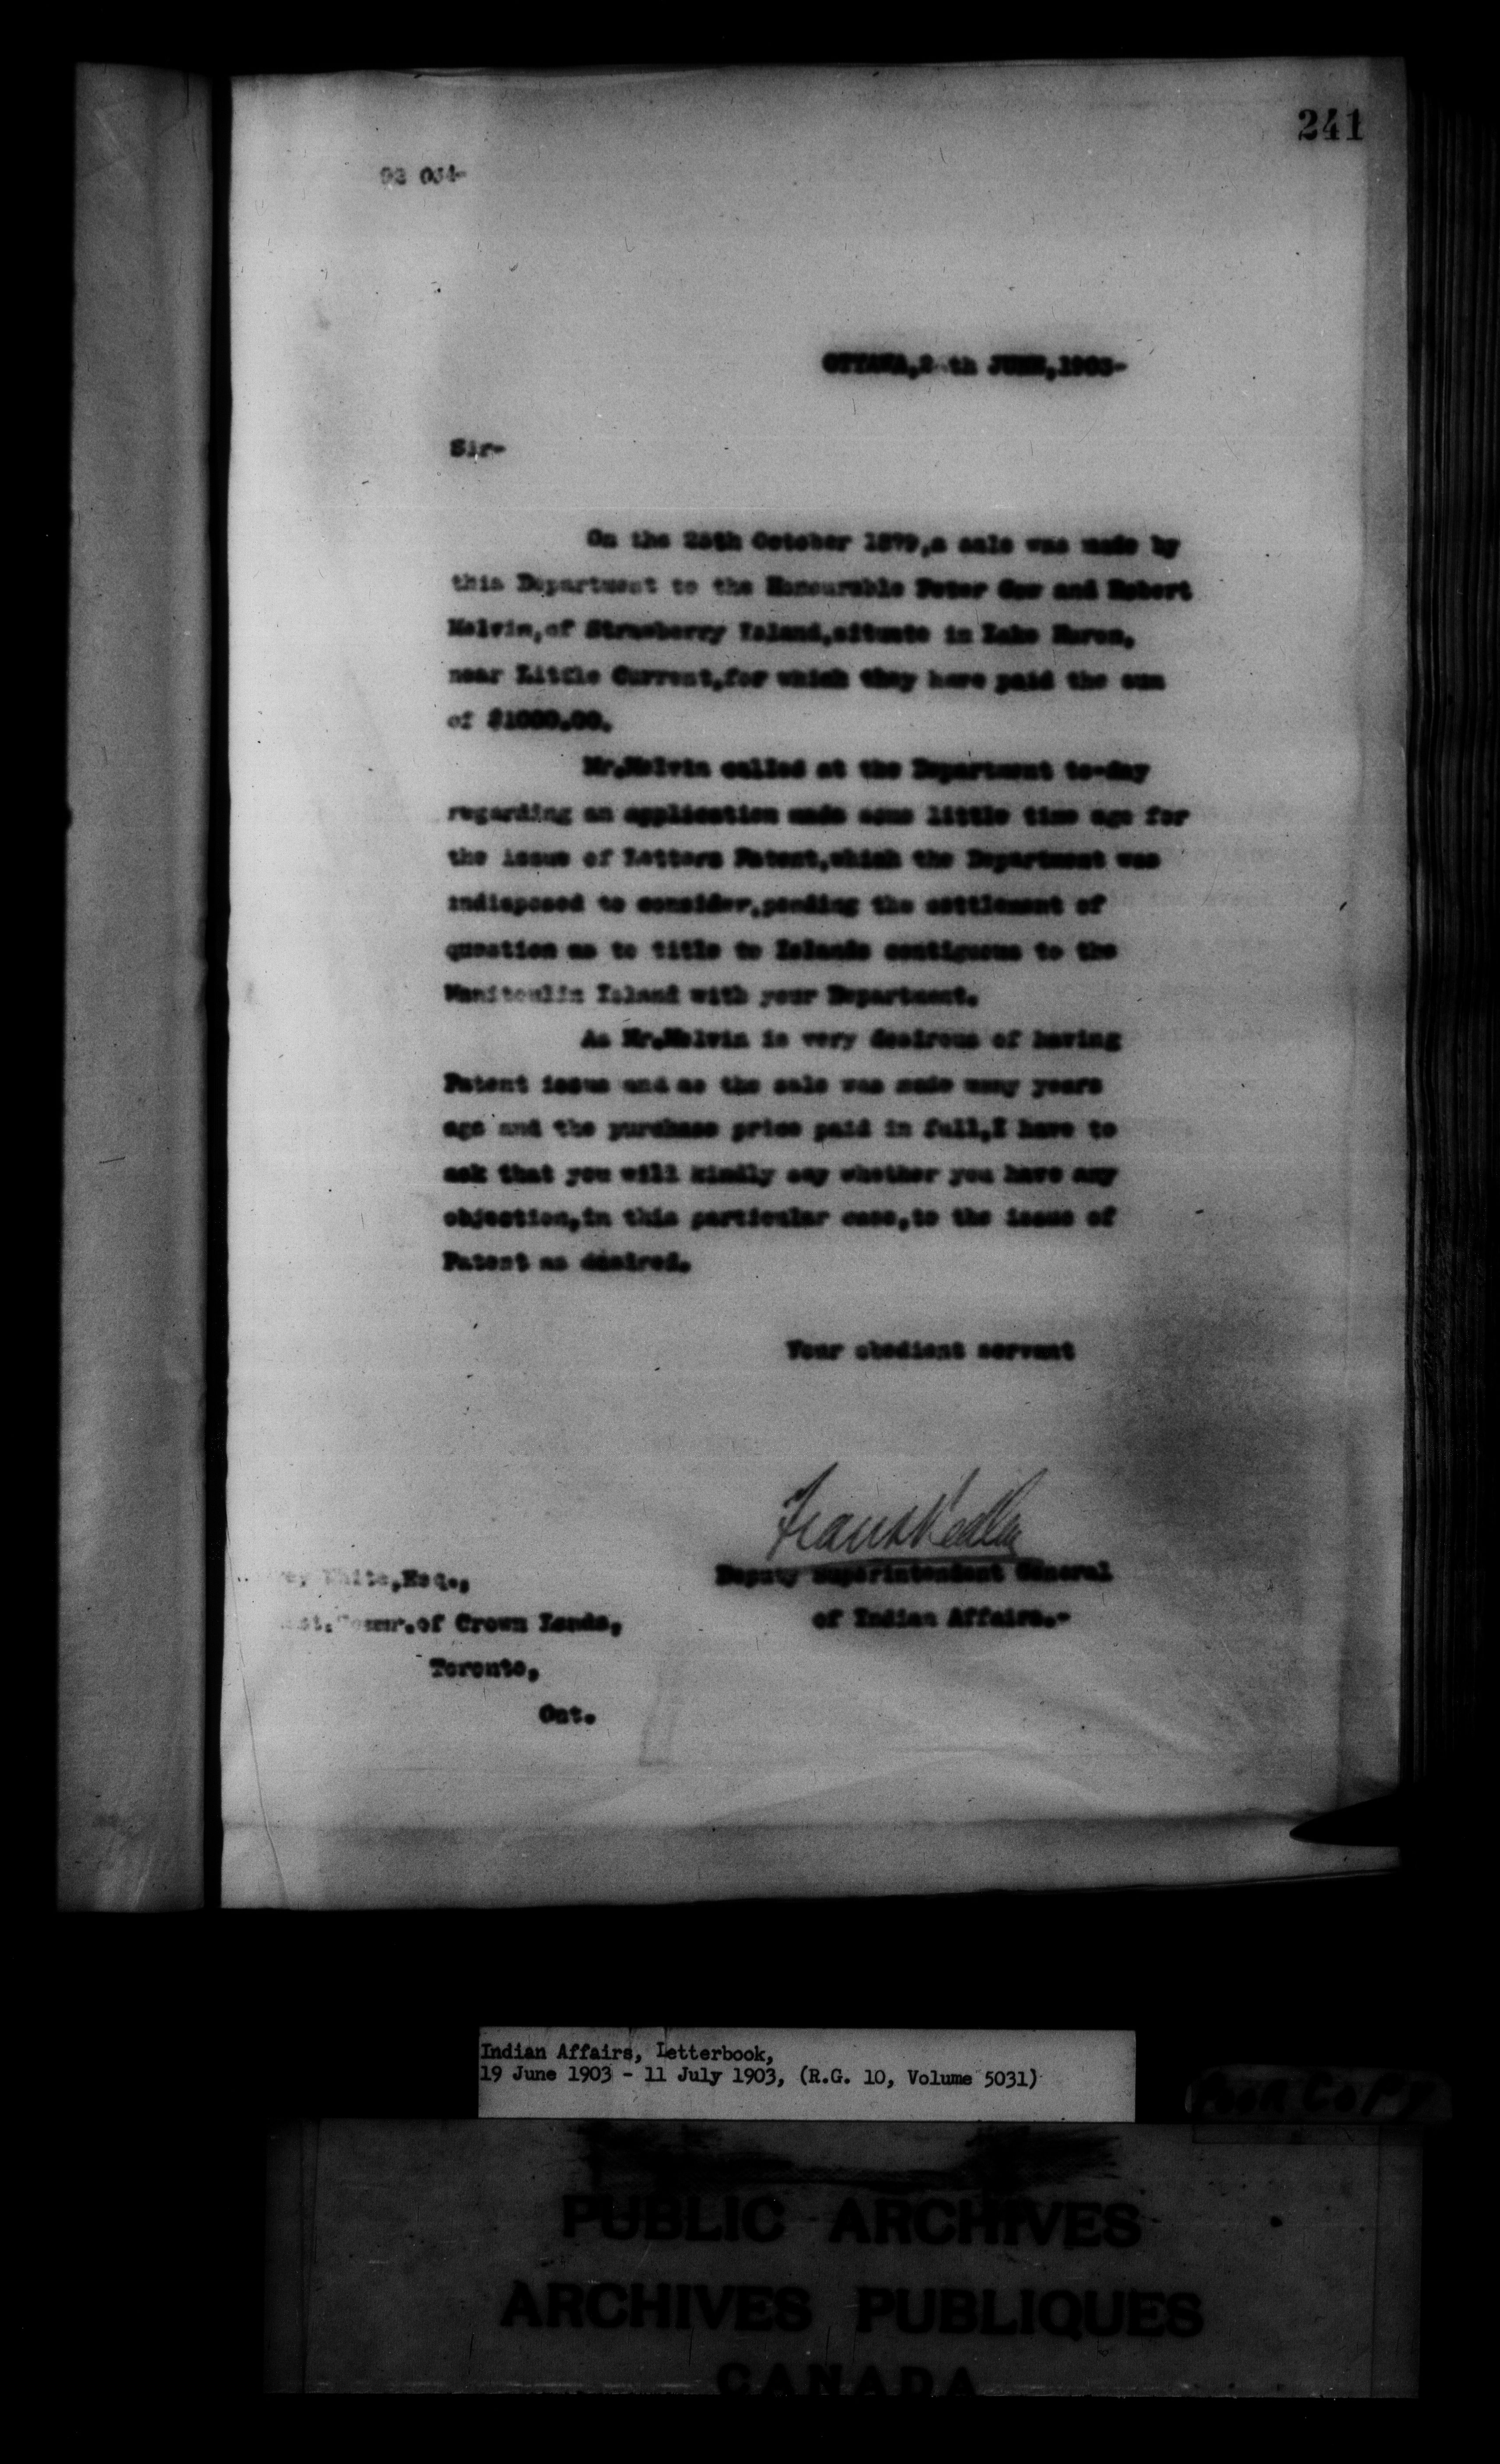 241
OTTAWA, th JUNE,1903-
Sir-
On the 25th October 1879,a sale was made by
this Department to the Honourable Peter Gow and Robert
Melvin,of Strawberry Island,situate in Lake Huron,
near Little Current,for which they have paid the sum
of $1000.00.
Mr.Melvin called at the Department to-day
regarding an application made some little time ago for
the issue of Letters Patent,which the Department was
indisposed to consider,pending the settlement of
question as to title to Islands contiguous to the
Manitoulin Island with your Department.
As Mr.Melvin is very desirous of having
Patent issue and as the sale was made many years
ago and the purchase price paid in full,I have to
ask that you will kindly say whether you have any
objection,in this particular case,to the issue of
Patent as desired.
Your obedient servant
Frank Pedley
Deputy Superintendent General
of Indian Affairs.-
White,Esq.,
Commr.of Crown Lands,
Toronto,
Ont.
Indian Affairs, Letterbook,
19 June 1903 - 11 July 1903, (R.G. 10, Volume 5031)
POOR COPY
PUBLIC ARCHIVES
ARCHIVES PUBLIQUES
CANADA